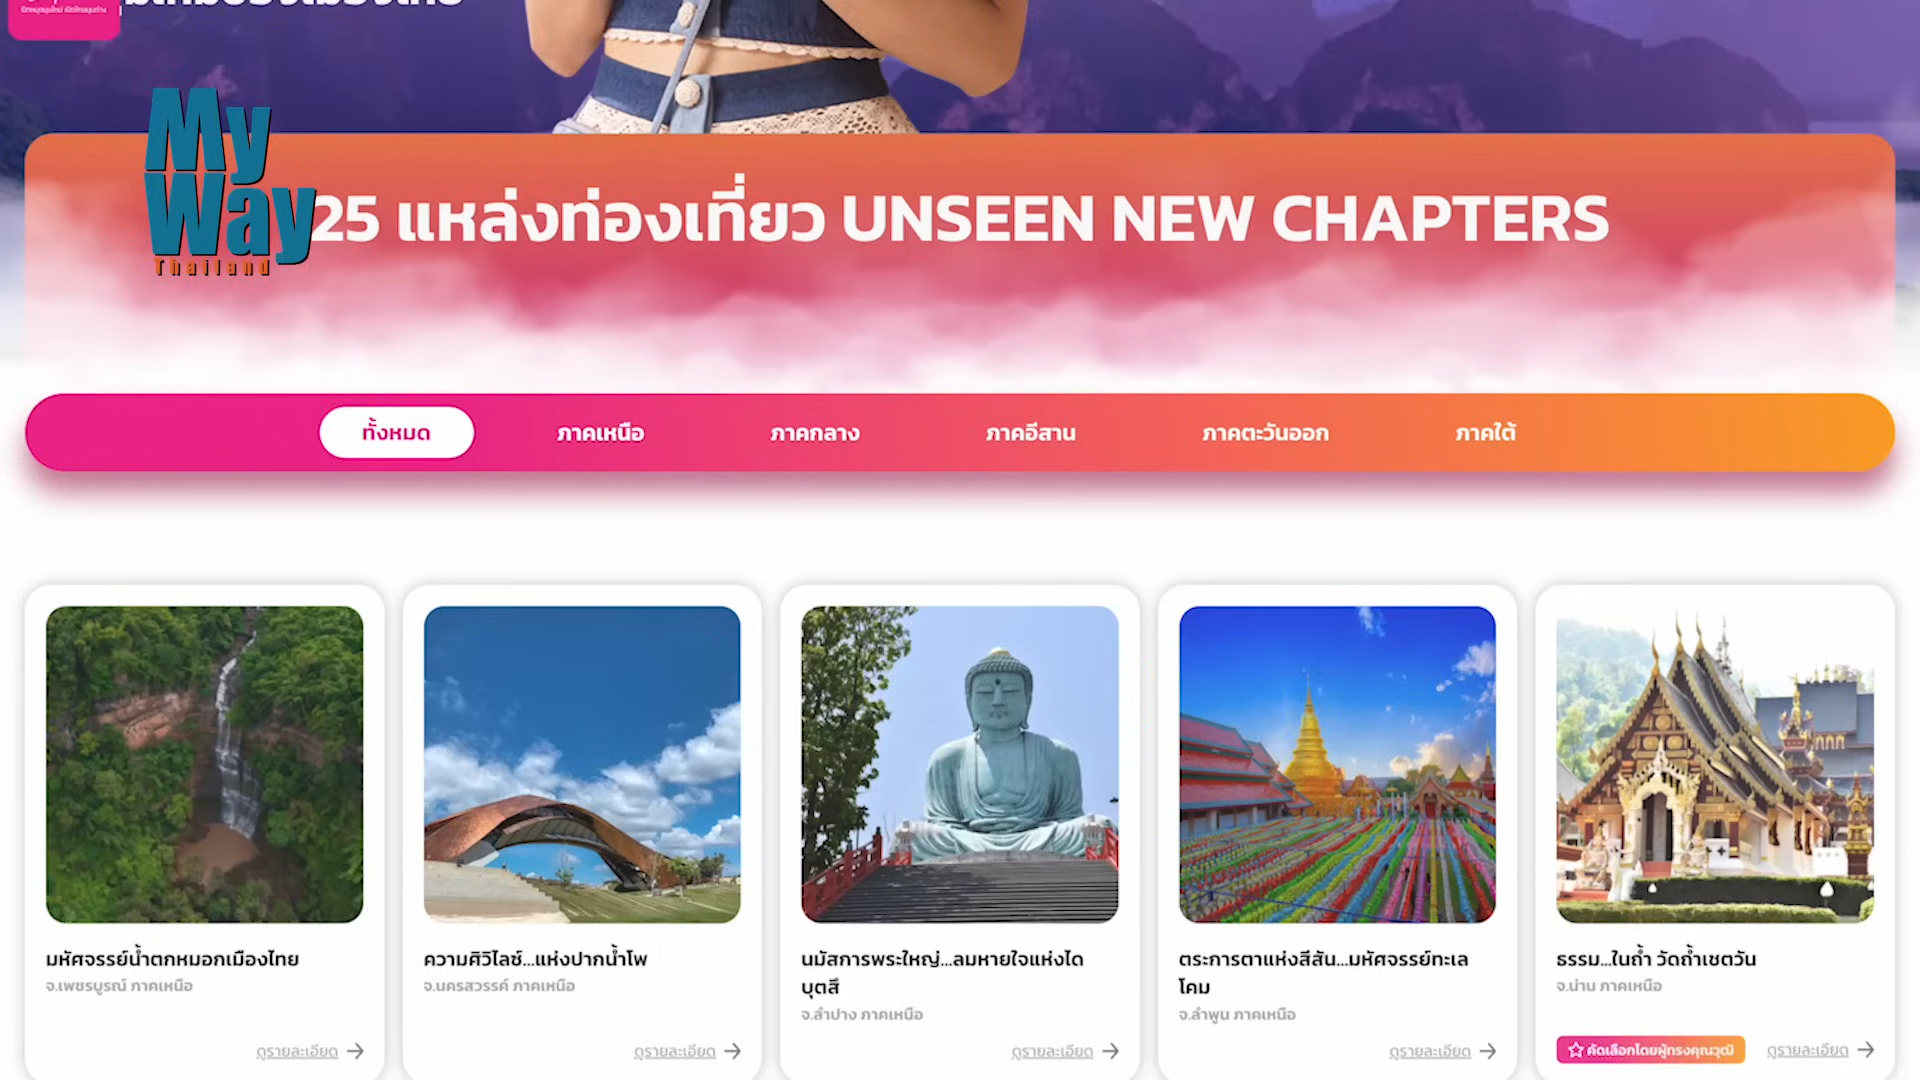 My
Way
Thailand
25 แหล่งท่องเที่ยว UNSEEN NEW CHAPTERS
ทั้งหมด
ภาคเหนือ
ภาคกลาง
ภาคอีสาน
ภาคตะวันออก
ภาคใต้
มหัศจรรย์น้ำตกหมอกเมืองไทย
จ.เพชรบูรณ์ ภาคเหนือ
ดูรายละเอียด
ความศิวิไลซ์...แห่งปากน้ำโพ
จ.นครสวรรค์ ภาคเหนือ
ดูรายละเอียด
นมัสการพระใหญ่...ลมหายใจแห่งได
บุตสึ
จ.ลำปาง ภาคเหนือ
ดูรายละเอียด
ตระการตาแห่งสีสัน...มหัศจรรย์ทะเล
โคม
จ.ลำพูน ภาคเหนือ
ดูรายละเอียด
ธรรม...ในถ้ำ วัดถ้ำเชตวัน
จ.น่าน ภาคเหนือ
คัดเลือกโดยผู้ทรงคุณวุฒิ
ดูรายละเอียด